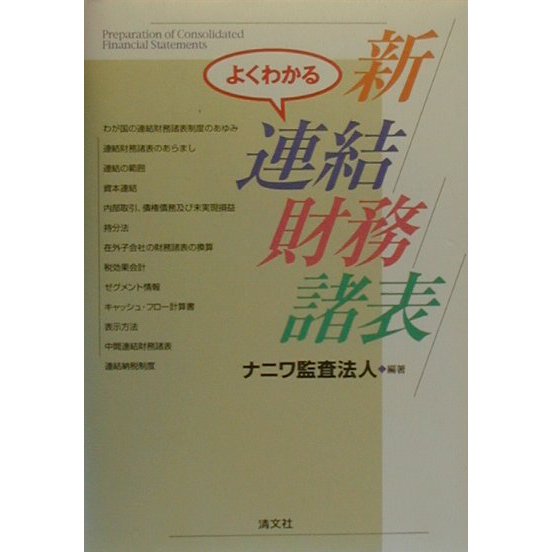 Preparation of Consolidated
Financial Statements
よくわかる
新
連結
財務
諸表
わが国の連結財務諸表制度のあゆみ
連結財務諸表のあらまし
連結の範囲
資本連結
内部取引、債権債務及び未実現損益
持分法
在外子会社の財務諸表の換算
税効果会計
セグメント情報
キャッシュ・フロー計算書
表示方法
中間連結財務諸表
連結納税制度
ナニワ監査法人◆編著
清文社